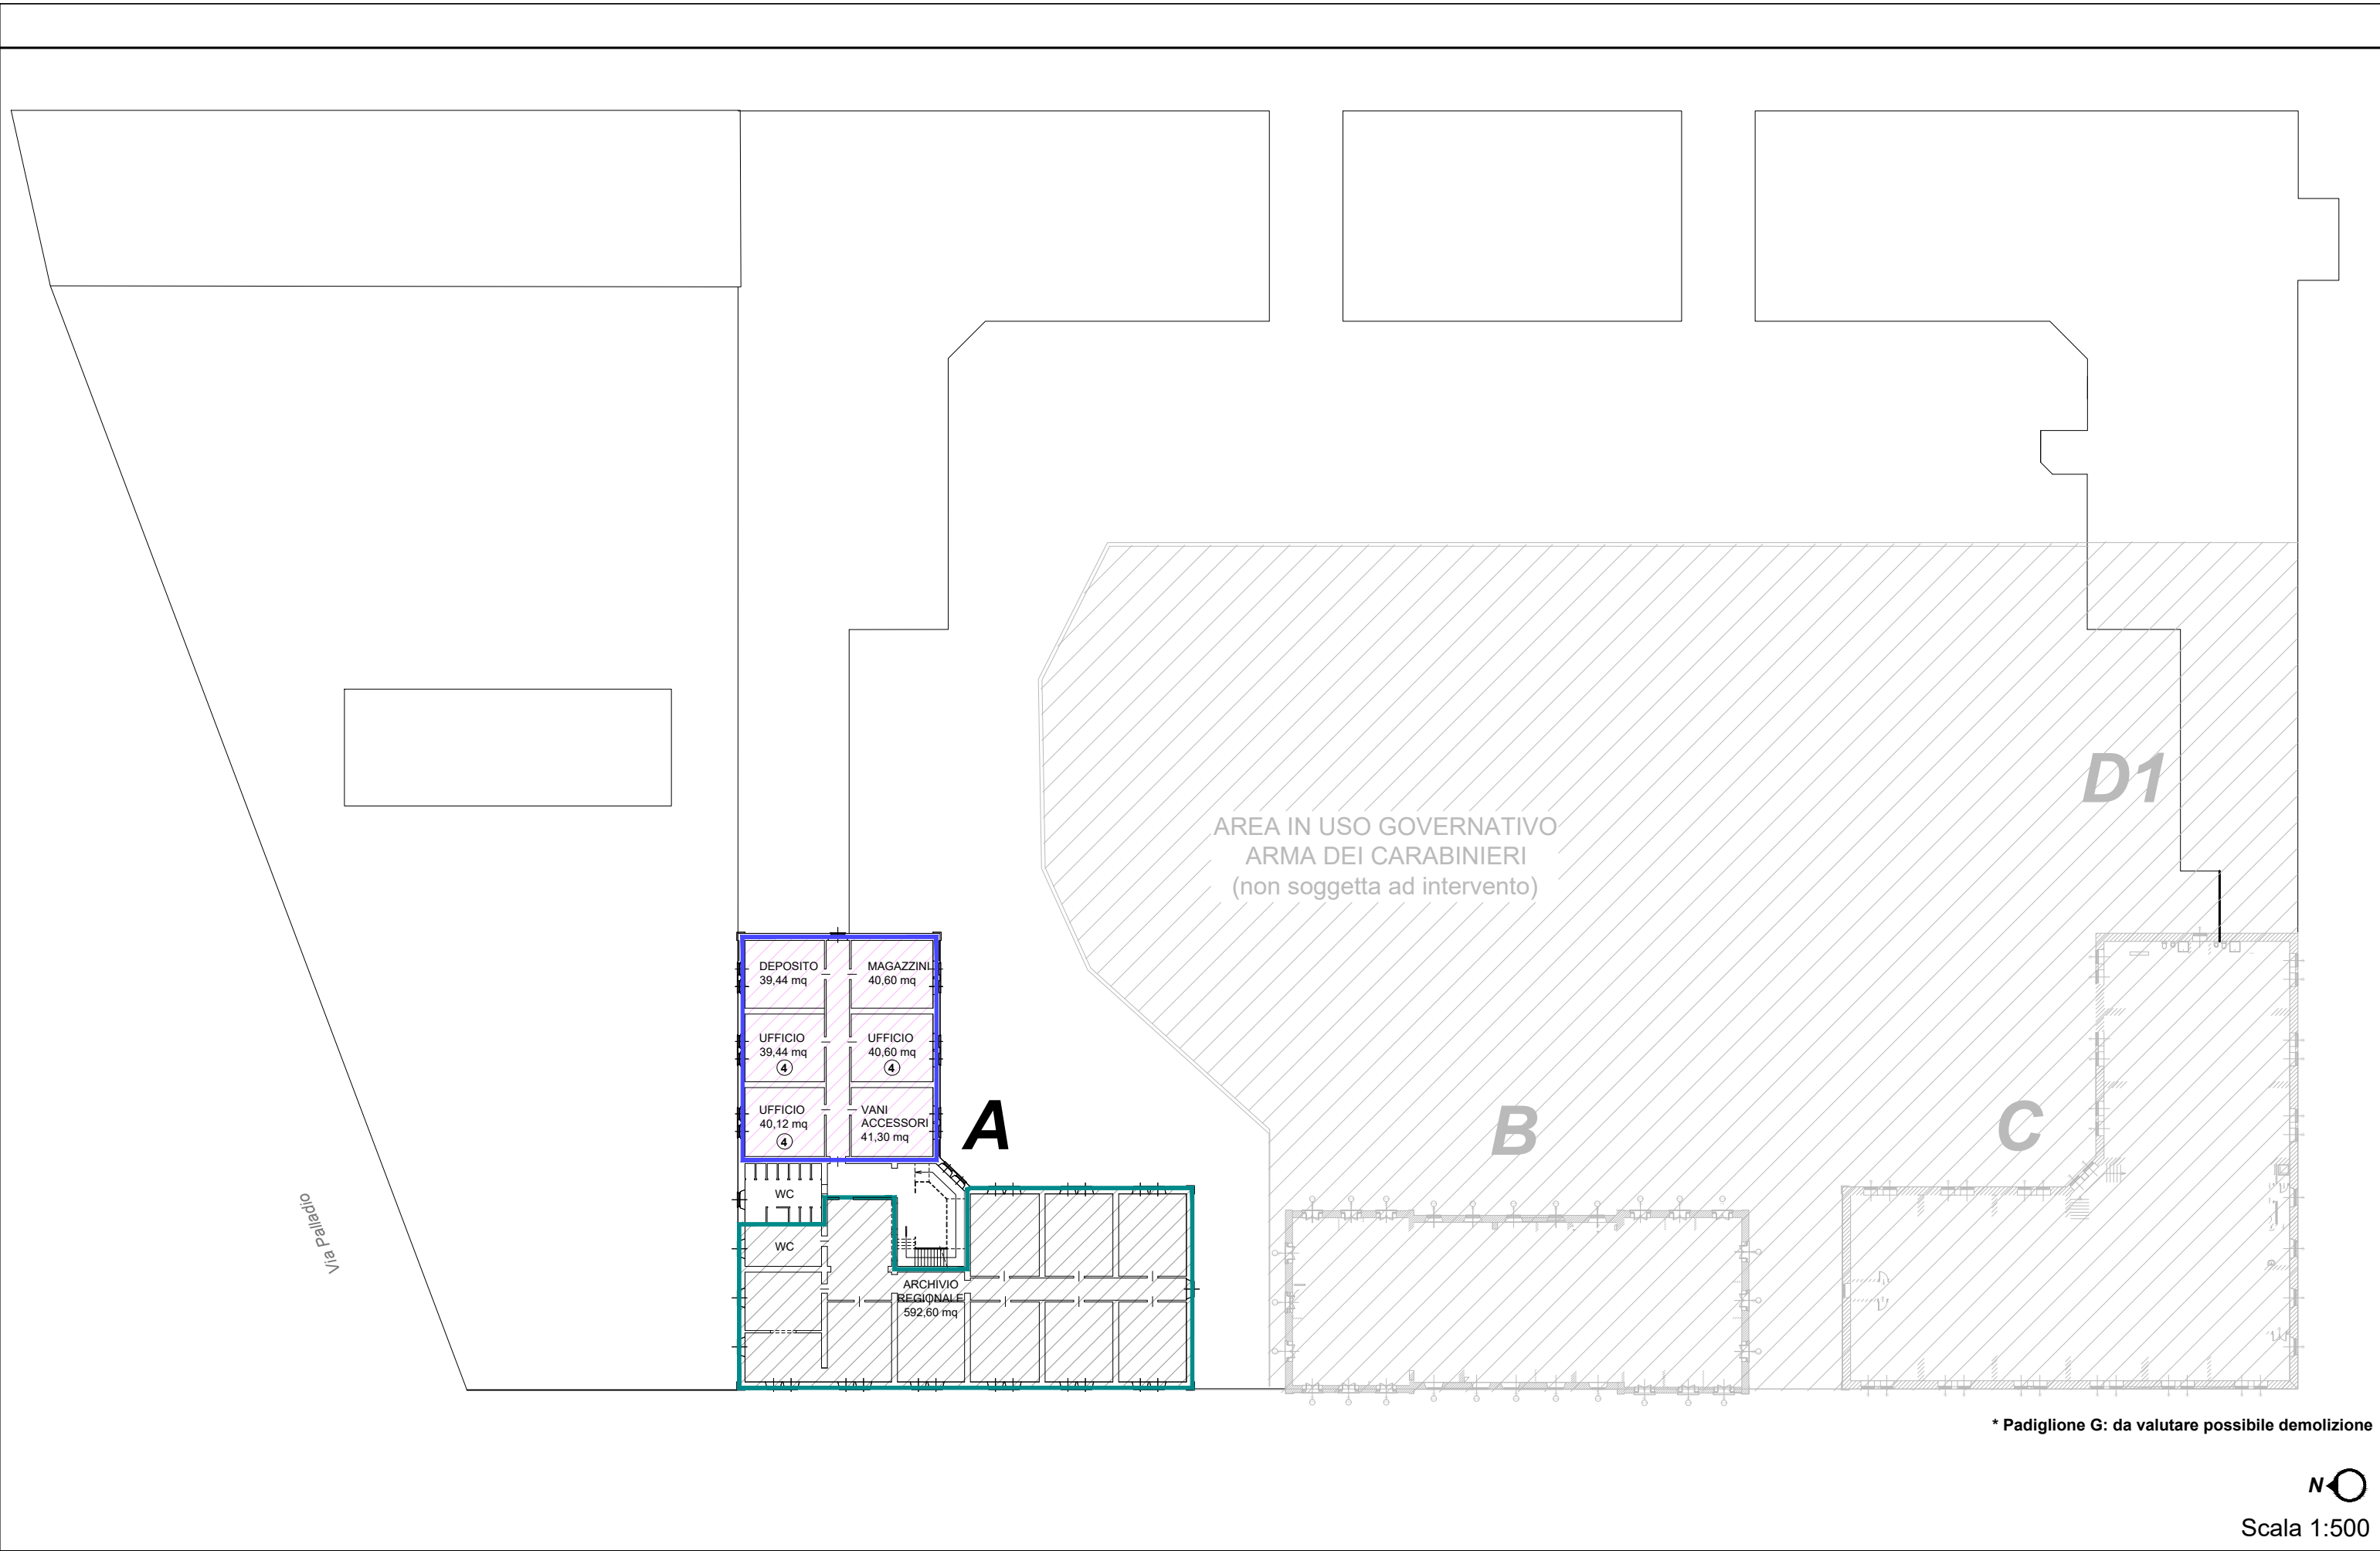 D1
AREA IN USO GOVERNATIVO
ARMA DEI CARABINIERI
(non soggetta ad intervento)
DEPOSITO
39,44 mq
MAGAZZINI
40,60 mq
UFFICIO
39,44 mq
4
UFFICIO
40,60 mq
4
UFFICIO
40,12 mq
4
VANI
ACCESSORI
41,30 mq
A
B
C
WC
WC
ARCHIVIO
REGIONALE
592,60 mq
Via Palladio
* Padiglione G: da valutare possibile demolizione
N
Scala 1:500